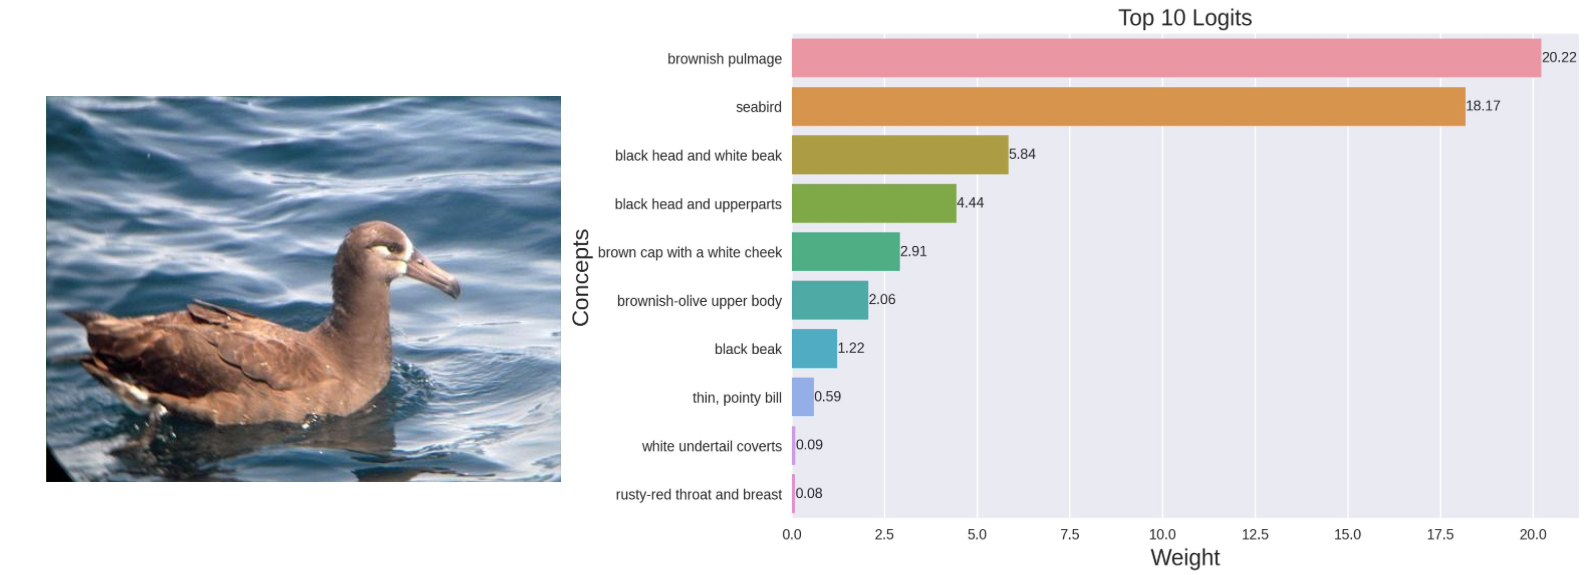 Top 10 Logits
Concepts
brownish pulmage 20.22
seabird 18.17
black head and white beak 5.84
black head and upperparts 4.44
brown cap with a white cheek 2.91
brownish-olive upper body 2.06
black beak 1.22
thin, pointy bill 0.59
white undertail coverts 0.09
rusty-red throat and breast 0.08
0.0 2.5 5.0 7.5 10.0 12.5 15.0 17.5 20.0
Weight